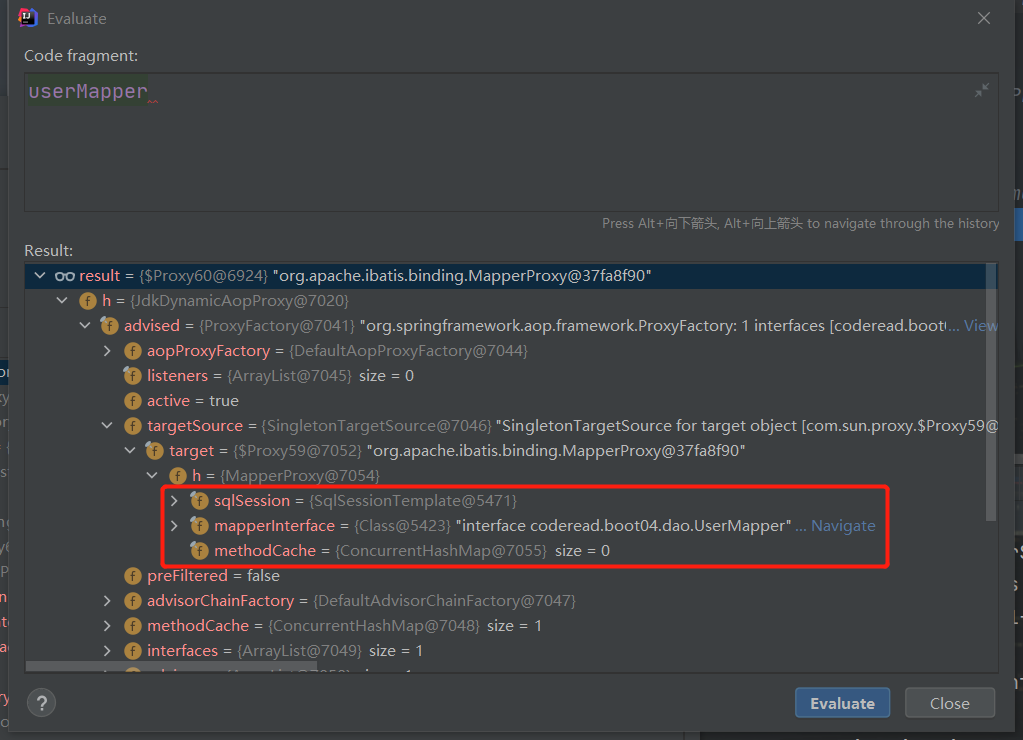 Evaluate
Code fragment:
userMapper
Press Alt+向下箭头, Alt+向上箭头 to navigate through the history
Result:
result = {$Proxy60@6924} "org.apache.ibatis.binding.MapperProxy@37fa8f90"
h = {JdkDynamicAopProxy@7020}
advised = {ProxyFactory@7041} "org.springframework.aop.framework.ProxyFactory: 1 interfaces [coderead.boot(... View
aopProxyFactory = {DefaultAopProxyFactory@7044}
listeners = {ArrayList@7045} size = 0
active = true
targetSource = {SingletonTargetSource@7046} "SingletonTargetSource for target object [com.sun.proxy.$Proxy59@
target = {$Proxy59@7052} "org.apache.ibatis.binding.MapperProxy@37fa8f90"
h = {MapperProxy@7054}
sqlSession = {SqlSessionTemplate@5471}
mapperInterface = {Class@5423} "interface coderead.boot04.dao.UserMapper" ... Navigate
methodCache = {ConcurrentHashMap@7055} size = 0
preFiltered = false
advisorChainFactory = {DefaultAdvisorChainFactory@7047}
methodCache = {ConcurrentHashMap@7048} size = 1
interfaces = {ArrayList@7049} size = 1
?
Evaluate
Close